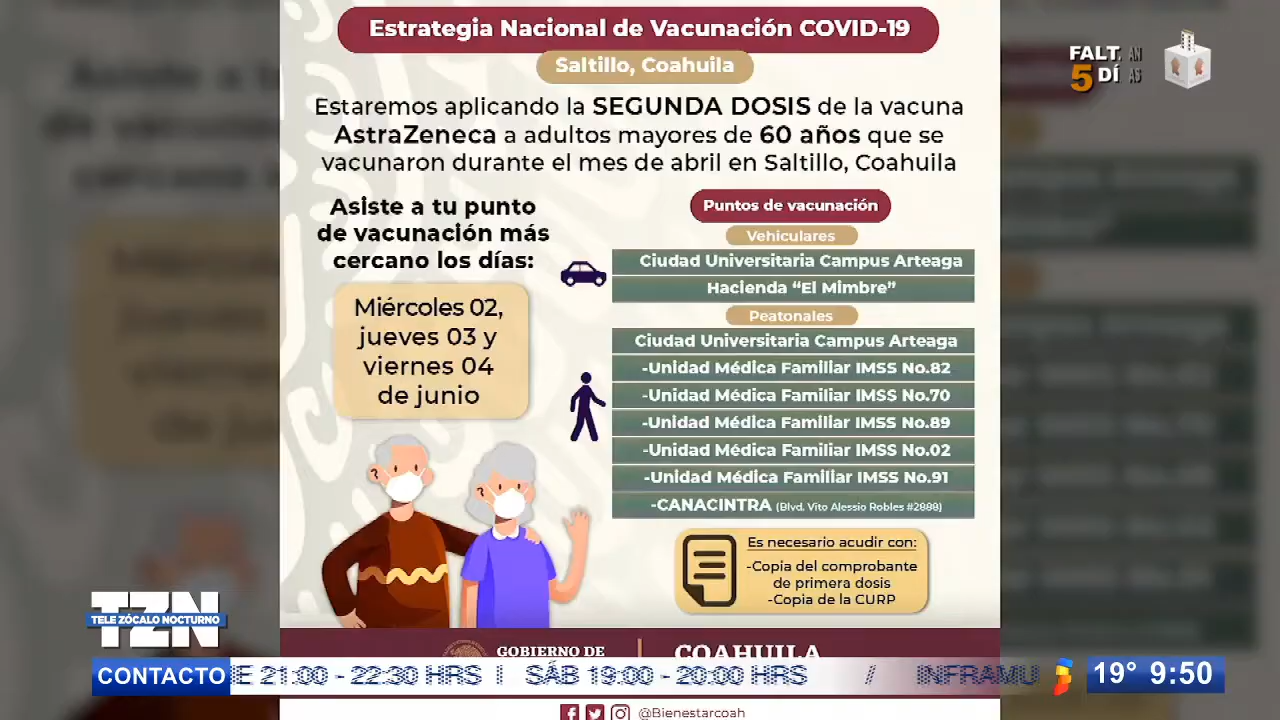 Estrategia Nacional de Vacunación COVID-19
Saltillo, Coahuila
Estaremos aplicando la SEGUNDA DOSIS de la vacuna
AstraZeneca a adultos mayores de 60 años que se
vacunaron durante el mes de abril en Saltillo, Coahuila
Asiste a tu punto
de vacunación más
cercano los días:
Miércoles 02,
jueves 03 y
viernes 04
de junio
Puntos de vacunación
Vehiculares
Ciudad Universitaria Campus Arteaga
Hacienda “El Mimbre”
Peatonales
Ciudad Universitaria Campus Arteaga
-Unidad Médica Familiar IMSS No.82
-Unidad Médica Familiar IMSS No.70
-Unidad Médica Familiar IMSS No.89
-Unidad Médica Familiar IMSS No.02
-Unidad Médica Familiar IMSS No.91
-CANACINTRA (Blvd. Vito Alessio Robles #2888)
Es necesario acudir con:
-Copia del comprobante
de primera dosis
-Copia de la CURP
GOBIERNO DE
COAHUILA
@Bienestarcoah
FALTAN
5 DÍAS
TZN
TELE ZÓCALO NOCTURNO
CONTACTO
E 21:00 - 22:30 HRS | SÁB 19:00 - 20:00 HRS / INFRAMU
19° 9:50